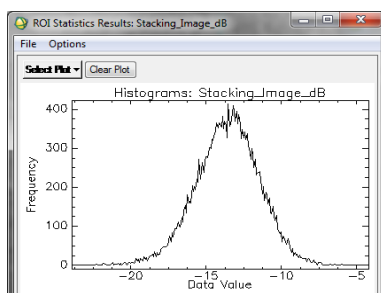 ROI Statistics Results: Stacking_Image_dB
File Options
Select Plot Clear Plot
Histograms: Stacking_Image_dB
400
300
200
100
0
Frequency
-20 -15 -10 -5
Data Value